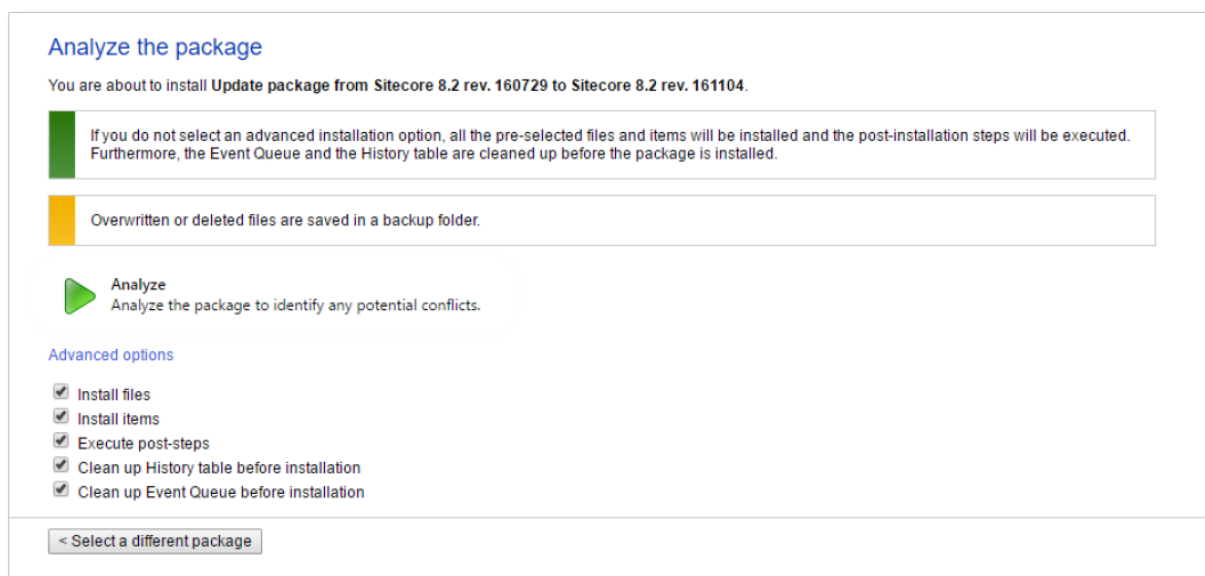 Analyze the package
You are about to install Update package from Sitecore 8.2 rev. 160729 to Sitecore 8.2 rev. 161104.
If you do not select an advanced installation option, all the pre-selected files and items will be installed and the post-installation steps will be executed.
Furthermore, the Event Queue and the History table are cleaned up before the package is installed.
Overwritten or deleted files are saved in a backup folder.
Analyze
Analyze the package to identify any potential conflicts.
Advanced options
Install files
Install items
Execute post-steps
Clean up History table before installation
Clean up Event Queue before installation
< Select a different package